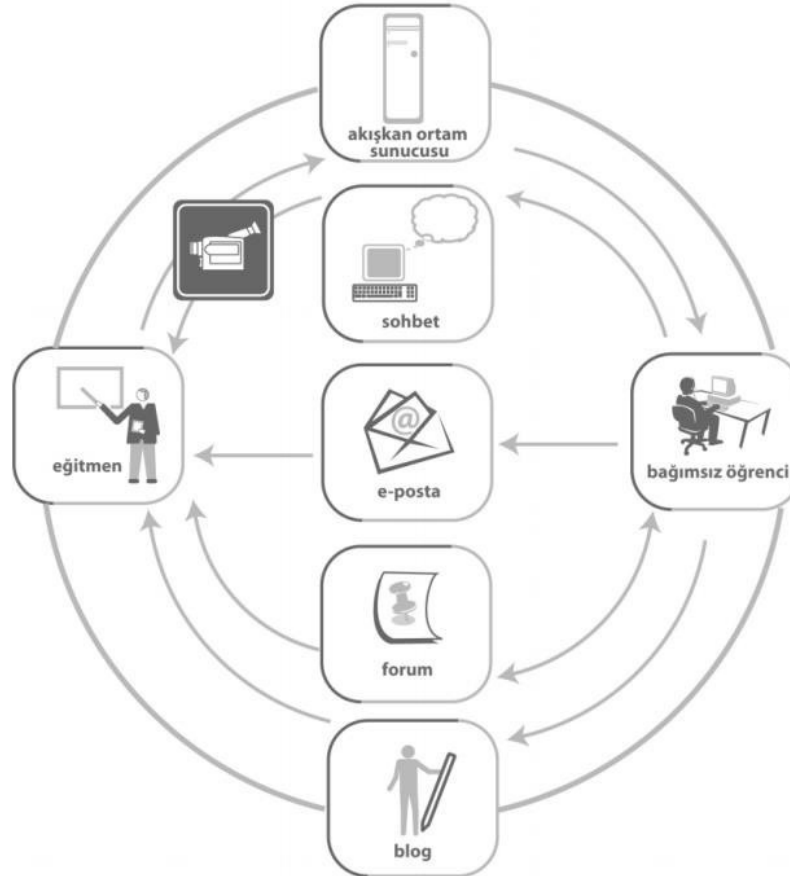 akışkan ortam
sunucusu
sohbet
eğitmen
@
e-posta
bağımsız öğrenci
forum
blog